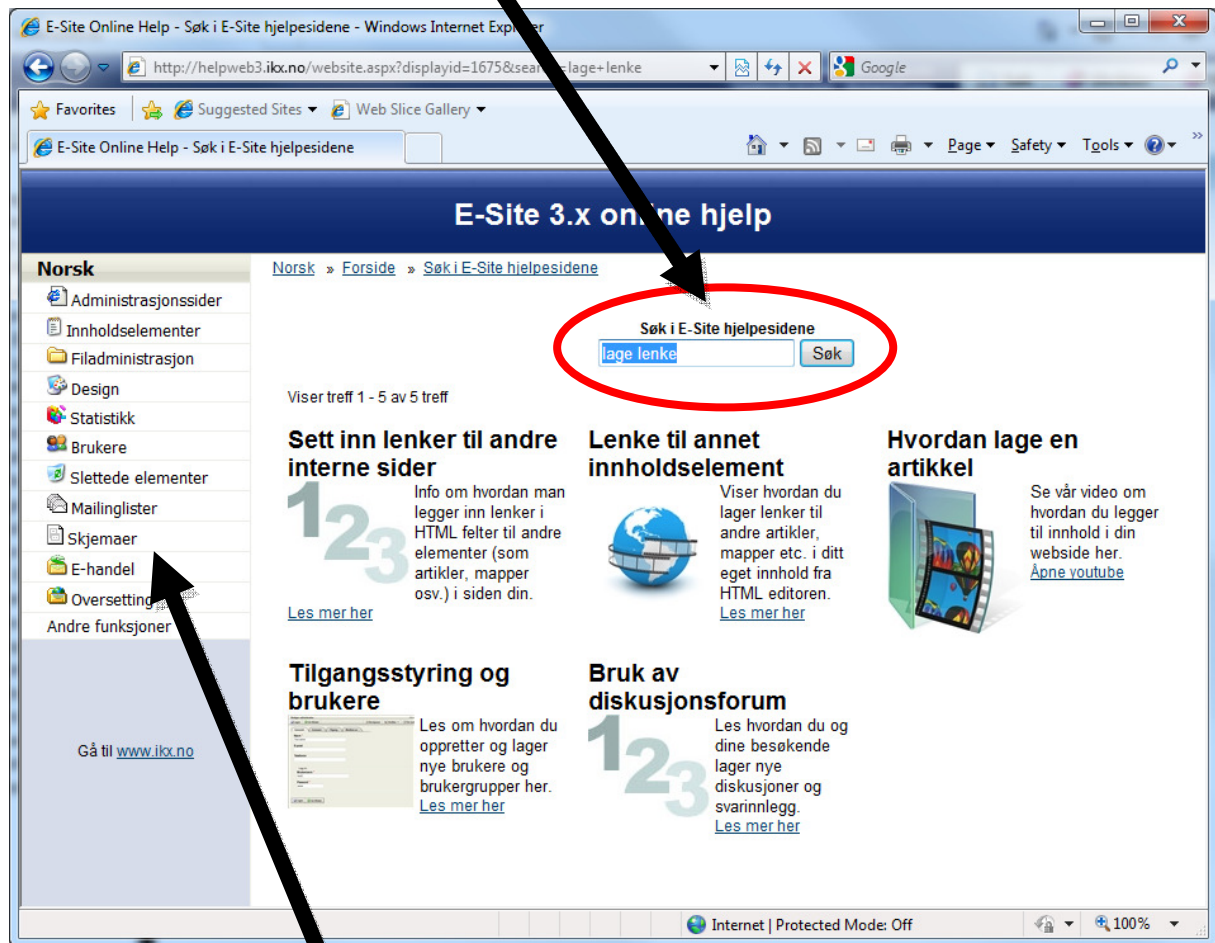 E-Site Online Help - Søk i E-Site hjelpesidene - Windows Internet Explorer
http://helpweb3.ikx.no/website.aspx?displayid=1675&search=lage+lenke
Google
Favorites
Suggested Sites
Web Slice Gallery
E-Site Online Help - Søk i E-Site hjelpesidene
Page
Safety
Tools
E-Site 3.x online hjelp
Norsk
Administrasjonssider
Innholdselementer
Filadministrasjon
Design
Statistikk
Brukere
Slettede elementer
Mailinglister
Skjemaer
E-handel
Oversetting
Andre funksjoner
Gå til www.ikx.no
Norsk » Forside » Søk i E-Site hjelpesidene
Søk i E-Site hjelpesidene
lage lenke
Søk
Viser treff 1 - 5 av 5 treff
Sett inn lenker til andre
interne sider
123
Info om hvordan man
legger inn lenker i
HTML felter til andre
elementer (som
artikler, mapper
osv.) i siden din.
Les mer her
Lenke til annet
innholdselement
Viser hvordan du
lager lenker til
andre artikler,
mapper etc. i ditt
eget innhold fra
HTML editoren.
Les mer her
Hvordan lage en
artikkel
Se vår video om
hvordan du legger
til innhold i din
webside her.
Åpne youtube
Tilgangsstyring og
brukere
Les om hvordan du
oppretter og lager
nye brukere og
brukergrupper her.
Les mer her
Bruk av
diskusjonsforum
123
Les hvordan du og
dine besøkende
lager nye
diskusjoner og
svarinnlegg.
Les mer her
Internet | Protected Mode: Off
100%